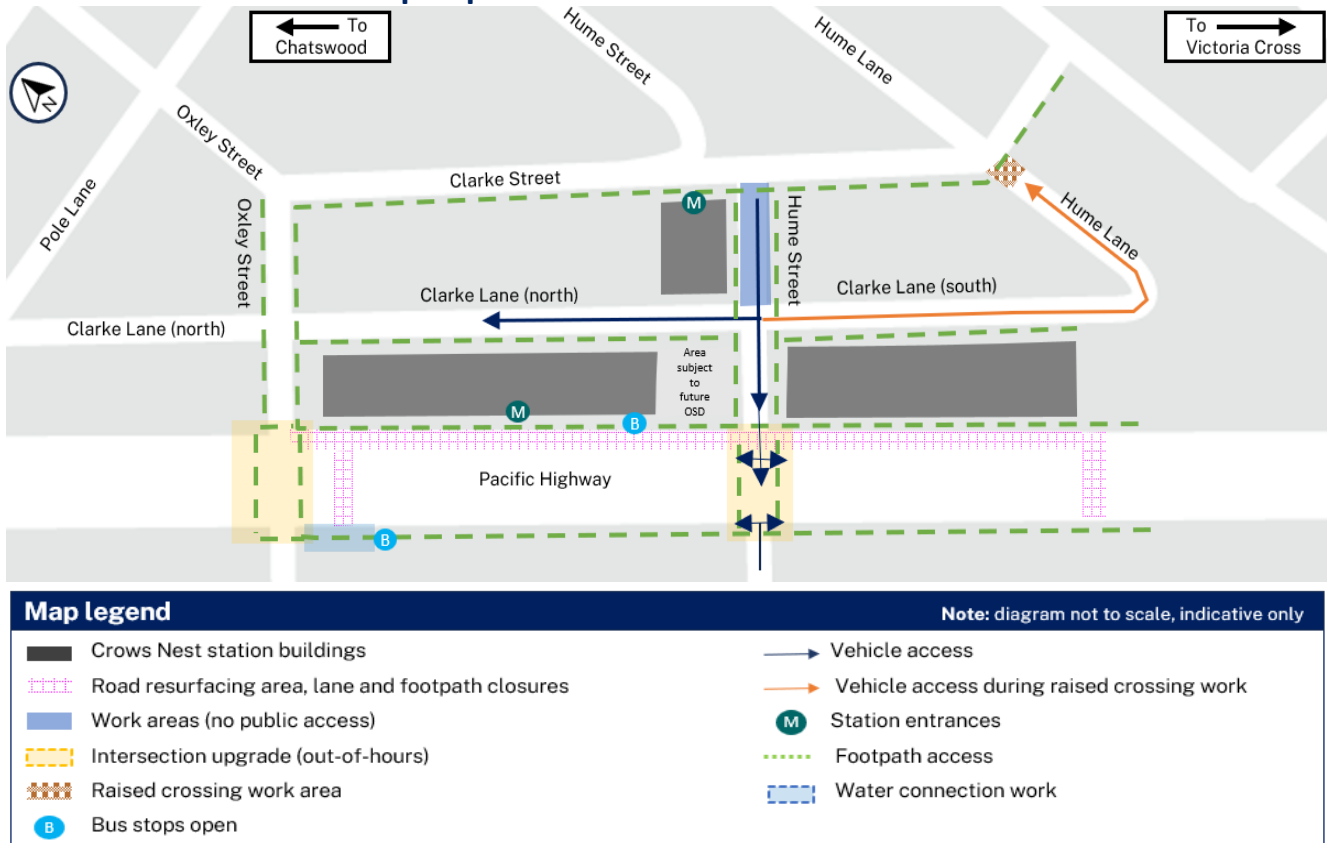 To
Chatswood
To
Victoria Cross
Hume Street
Hume Lane
N
Oxley Street
Clarke Street
Pole Lane
Oxley Street
M
Hume Street
Hume Lane
Clarke Lane (north)
Clarke Lane (south)
Clarke Lane (north)
Area
subject
to
future
OSD
M
B
Pacific Highway
B
Map legend
Note: diagram not to scale, indicative only
Crows Nest station buildings
Road resurfacing area, lane and footpath closures
Work areas (no public access)
Intersection upgrade (out-of-hours)
Raised crossing work area
B Bus stops open
Vehicle access
Vehicle access during raised crossing work
M Station entrances
Footpath access
Water connection work